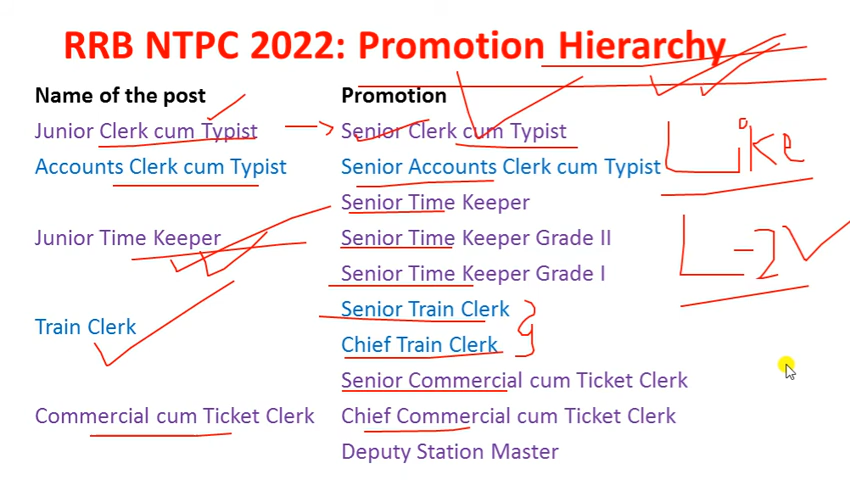 RRB NTPC 2022: Promotion Hierarchy
Name of the post Promotion
Junior Clerk cum Typist Senior Clerk cum Typist
Accounts Clerk cum Typist Senior Accounts Clerk cum Typist
Senior Time Keeper
Junior Time Keeper Senior Time Keeper Grade II
Senior Time Keeper Grade I
Senior Train Clerk
Train Clerk
Chief Train Clerk
Senior Commercial cum Ticket Clerk
Commercial cum Ticket Clerk Chief Commercial cum Ticket Clerk
Deputy Station Master
Like
L-2